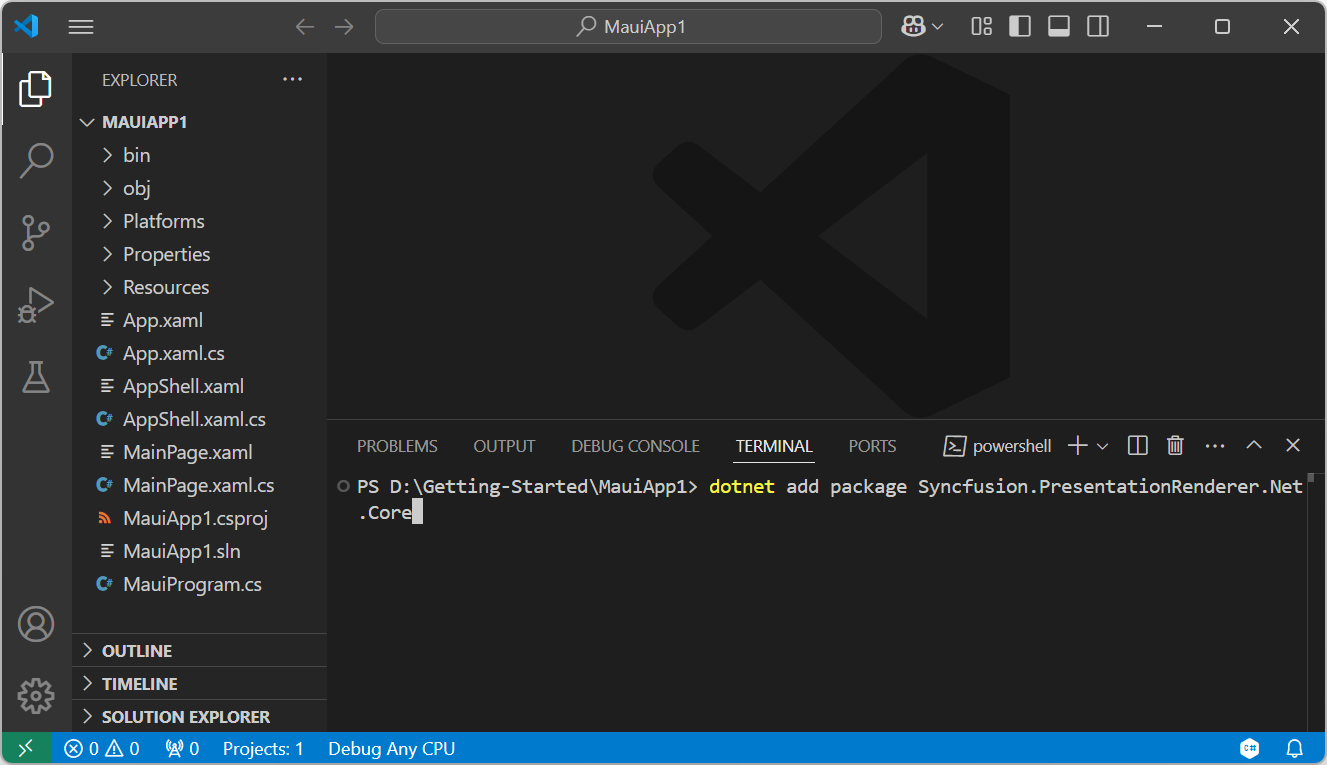 MauiApp1
EXPLORER
MAUIAPP1
bin
obj
Platforms
Properties
Resources
App.xaml
C# App.xaml.cs
AppShell.xaml
C# AppShell.xaml.cs
MainPage.xaml
C# MainPage.xaml.cs
MauiApp1.csproj
MauiApp1.sln
C# MauiProgram.cs
OUTLINE
TIMELINE
SOLUTION EXPLORER
PROBLEMS OUTPUT DEBUG CONSOLE TERMINAL PORTS powershell
PS D:\Getting-Started\MauiApp1> dotnet add package Syncfusion.PresentationRenderer.Net
.Core
0 0 0 Projects: 1 Debug Any CPU C#